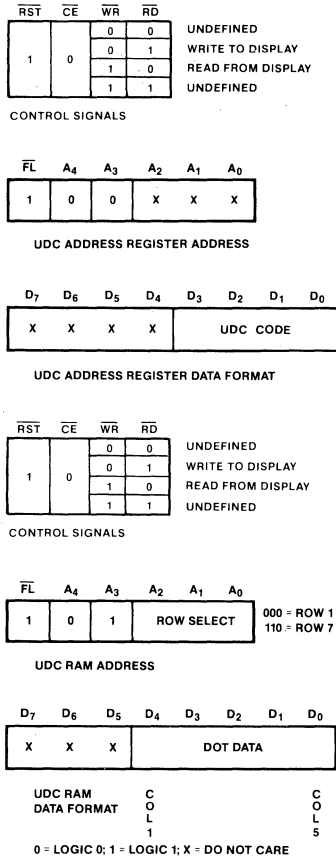 RST CE WR RD
0 0 UNDEFINED
0 1 WRITE TO DISPLAY
1 0 1 0 READ FROM DISPLAY
1 1 UNDEFINED
CONTROL SIGNALS
FL A4 A3 A2 A1 A0
1 0 0 X X X
UDC ADDRESS REGISTER ADDRESS
D7 D6 D5 D4 D3 D2 D1 D0
X X X X UDC CODE
UDC ADDRESS REGISTER DATA FORMAT
RST CE WR RD
0 0 UNDEFINED
0 1 WRITE TO DISPLAY
1 0 1 0 READ FROM DISPLAY
1 1 UNDEFINED
CONTROL SIGNALS
FL A4 A3 A2 A1 A0
1 0 1 ROW SELECT 000 = ROW 1
110 = ROW 7
UDC RAM ADDRESS
D7 D6 D5 D4 D3 D2 D1 D0
X X X DOT DATA
UDC RAM
DATA FORMAT
COL 1
COL 5
0 = LOGIC 0; 1 = LOGIC 1; X = DO NOT CARE